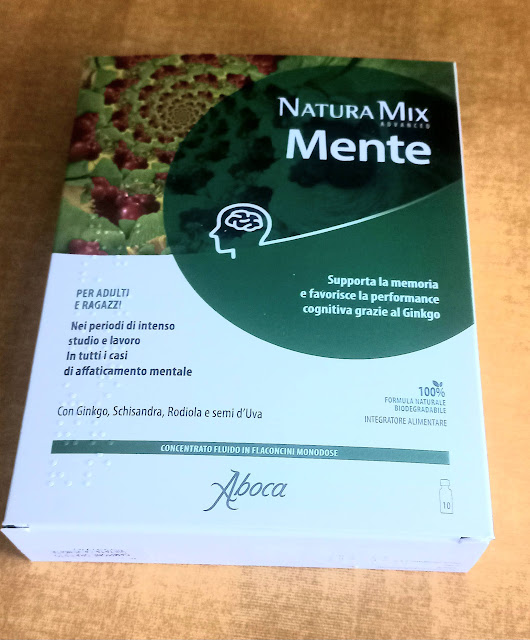 NATURA MIX
ADVANCED
Mente
Supporta la memoria
e favorisce la performance
cognitiva grazie al Ginkgo
PER ADULTI
E RAGAZZI
Nei periodi di intenso
studio e lavoro
In tutti i casi
di affaticamento mentale
Con Ginkgo, Schisandra, Rodiola e semi d'Uva
100%
FORMULA NATURALE
BIODEGRADABILE
INTEGRATORE ALIMENTARE
CONCENTRATO FLUIDO IN FLACONCINI MONODOSE
Aboca
10